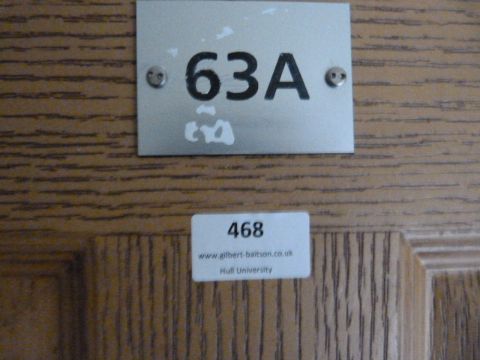 63A
468
www.gilbert-baitson.co.uk
Hull University